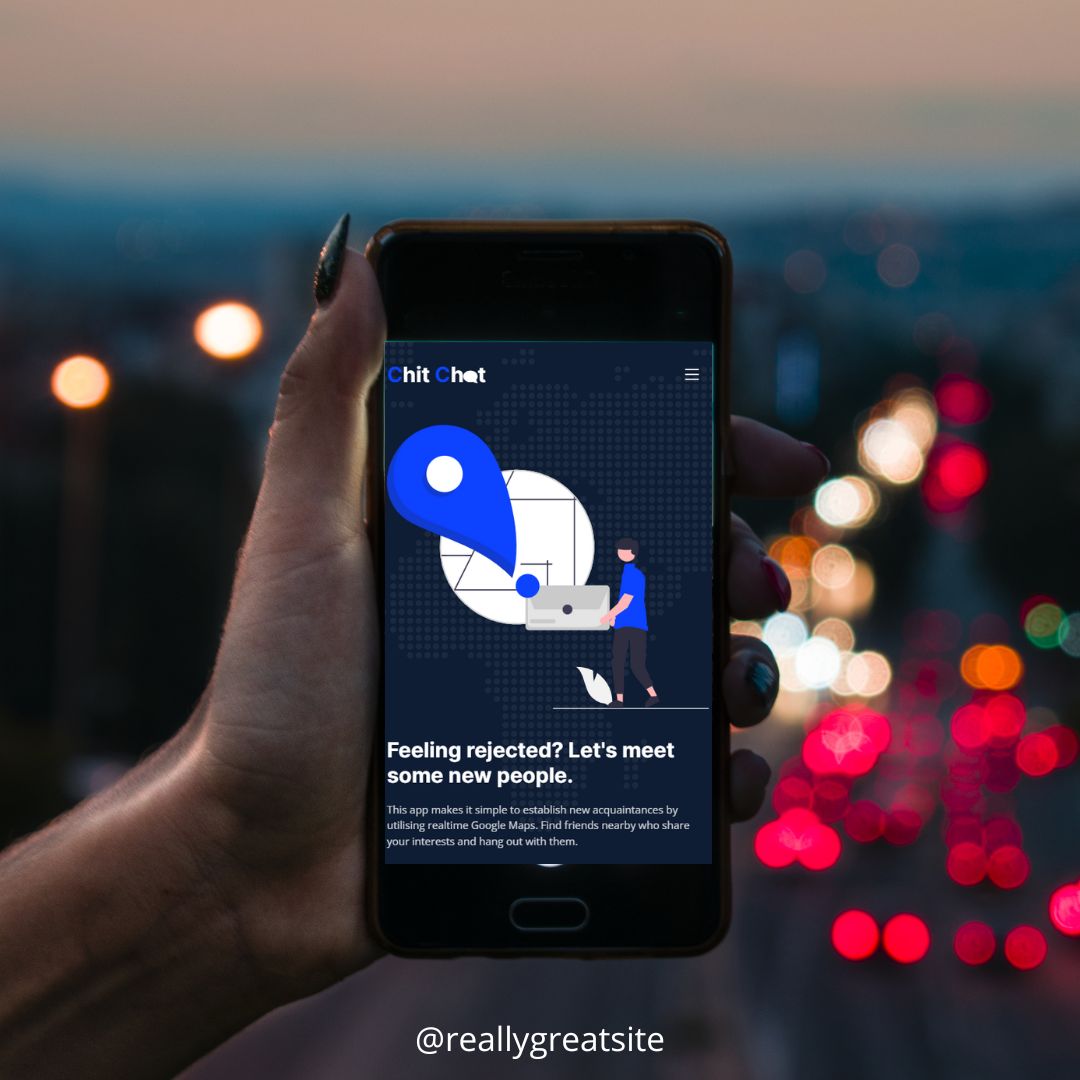 Chit Chat
Feeling rejected? Let's meet
some new people.
This app makes it simple to establish new acquaintances by
utilising realtime Google Maps. Find friends nearby who share
your interests and hang out with them.
@reallygreatsite